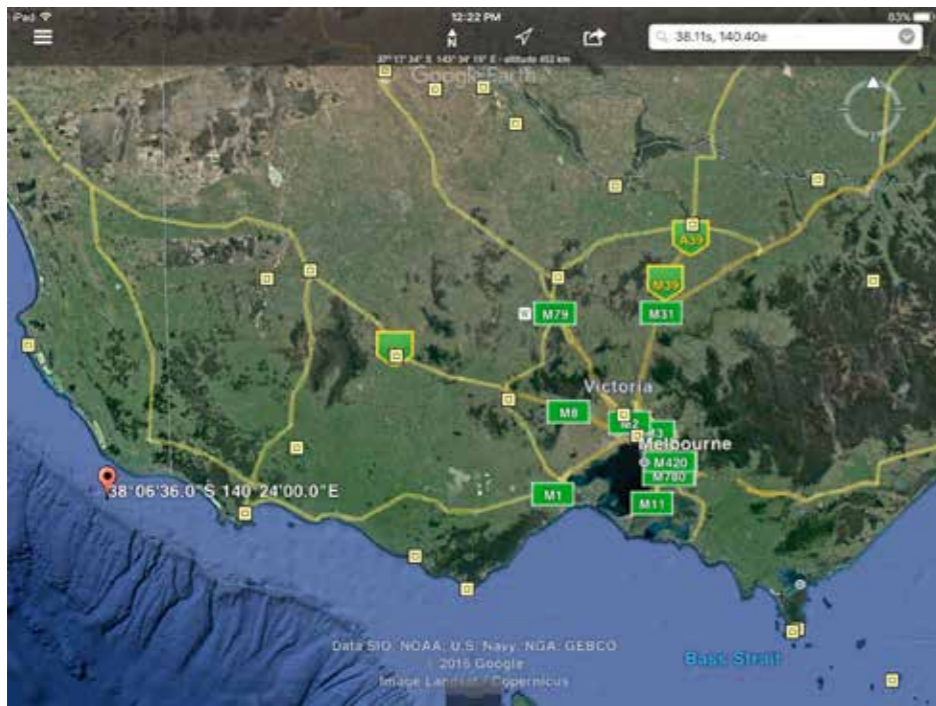 iPad
12:22 PM
83%
N
38.11s, 140.40e
Google Earth
A39
M39
M79
M31
Victoria
M8
M2
M3
Melbourne
M420
M780
38°06'36.0"S 140°24'00.0"E
M1
M11
Data SIO, NOAA, U.S. Navy, NGA, GEBCO
© 2016 Google
Bass Strait
Image Landsat / Copernicus